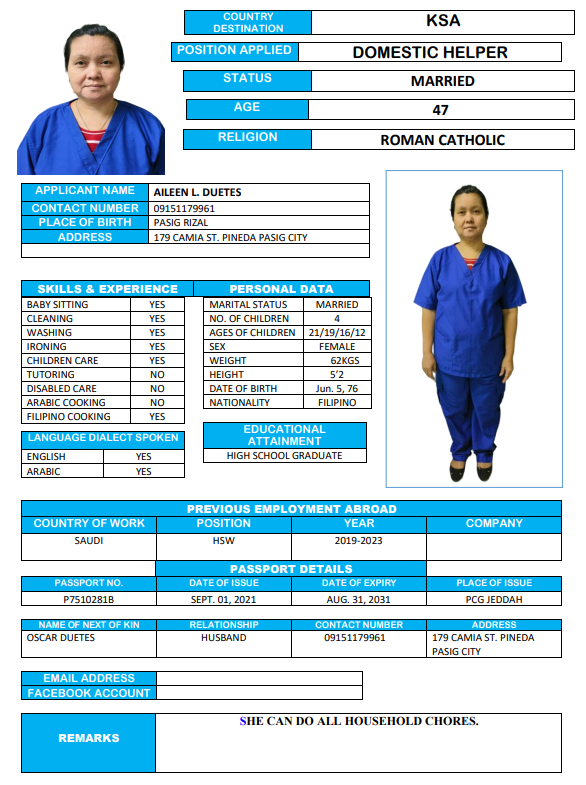 COUNTRY DESTINATION KSA
POSITION APPLIED DOMESTIC HELPER
STATUS MARRIED
AGE 47
RELIGION ROMAN CATHOLIC
APPLICANT NAME AILEEN L. DUETES
CONTACT NUMBER 09151179961
PLACE OF BIRTH PASIG RIZAL
ADDRESS 179 CAMIA ST. PINEDA PASIG CITY
SKILLS & EXPERIENCE
BABY SITTING YES
CLEANING YES
WASHING YES
IRONING YES
CHILDREN CARE YES
TUTORING NO
DISABLED CARE NO
ARABIC COOKING NO
FILIPINO COOKING YES
LANGUAGE DIALECT SPOKEN
ENGLISH YES
ARABIC YES
PERSONAL DATA
MARITAL STATUS MARRIED
NO. OF CHILDREN 4
AGES OF CHILDREN 21/19/16/12
SEX FEMALE
WEIGHT 62KGS
HEIGHT 5'2
DATE OF BIRTH Jun. 5, 76
NATIONALITY FILIPINO
EDUCATIONAL
ATTAINMENT
HIGH SCHOOL GRADUATE
PREVIOUS EMPLOYMENT ABROAD
COUNTRY OF WORK POSITION YEAR COMPANY
SAUDI HSW 2019-2023
PASSPORT DETAILS
PASSPORT NO. DATE OF ISSUE DATE OF EXPIRY PLACE OF ISSUE
P7510281B SEPT. 01, 2021 AUG. 31, 2031 PCG JEDDAH
NAME OF NEXT OF KIN RELATIONSHIP CONTACT NUMBER ADDRESS
OSCAR DUETES HUSBAND 09151179961 179 CAMIA ST. PINEDA
PASIG CITY
EMAIL ADDRESS
FACEBOOK ACCOUNT
REMARKS SHE CAN DO ALL HOUSEHOLD CHORES.